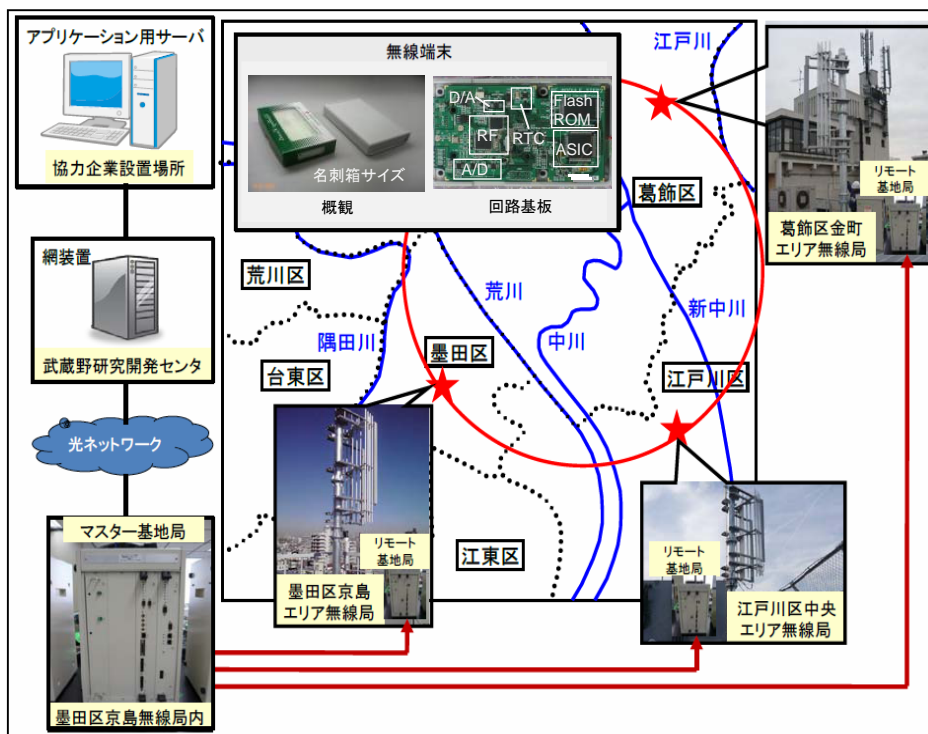 アプリケーション用サーバ
協力企業設置場所
網装置
武蔵野研究開発センタ
光ネットワーク
マスター基地局
墨田区京島無線局内
無線端末
名刺箱サイズ
概観
D/A
RF
RTC
Flash
ROM
ASIC
A/D
回路基板
江戸川
葛飾区
荒川区
荒川
新中川
隅田川
中川
墨田区
台東区
江戸川区
江東区
リモート
基地局
葛飾区金町
エリア無線局
リモート
基地局
墨田区京島
エリア無線局
リモート
基地局
江戸川区中央
エリア無線局